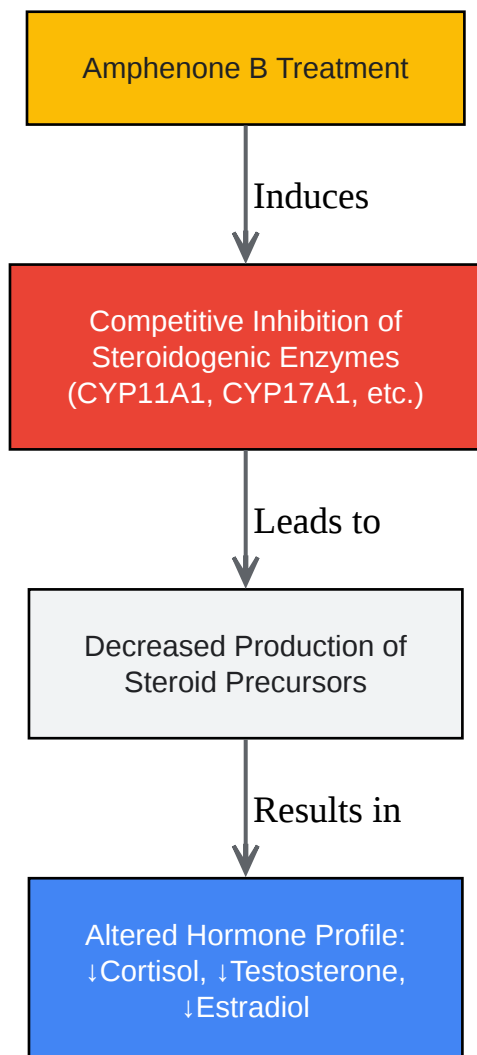 Amphenone B Treatment
Induces
Competitive Inhibition of
Steroidogenic Enzymes
(CYP11A1, CYP17A1, etc.)
Leads to
Decreased Production of
Steroid Precursors
Results in
Altered Hormone Profile:
↓Cortisol, ↓Testosterone,
↓Estradiol